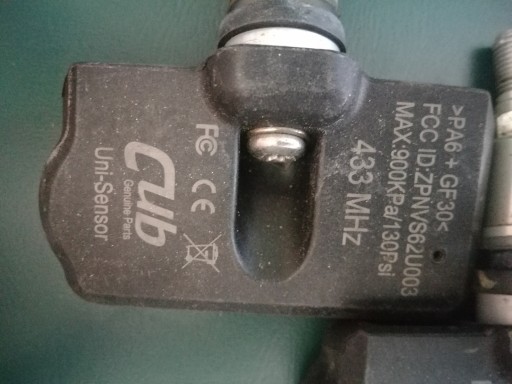 >PA6 + GF30<
FCC ID:ZPNVS62U003
MAX:900KPa/130Psi
433 MHz
FC CE
cub
Genuine Parts
Uni-Sensor